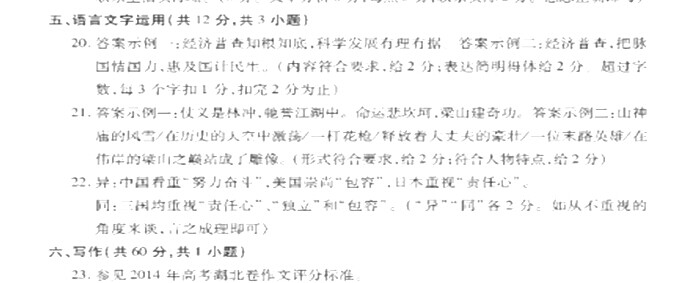 五、语言文字运用(共 12 分,共 3 小题)
20. 答案示例一:经济普查知根知底,科学发展有理有据 答案示例二:经济普查,把脉
国情国力,惠及国计民生。(内容符合要求,给 2 分;表达简明得体给 2 分。超过字
数,每 3 个字扣 1 分,扣完 2 分为止)
21. 答案示例一:仗义是林冲,驰誉江湖中。命运悲坎坷,梁山建奇功。答案示例二:山神
庙的风雪/在历史的天空中激荡/一杆花枪/释放着大丈夫的豪壮/一位末路英雄/在
伟岸的梁山之巅站成了雕像。(形式符合要求,给 2 分;符合人物特点,给 2 分)
22. 异:中国看重“努力奋斗”,美国崇尚“包容”,日本重视“责任心”。
同:三国均重视“责任心”、“独立”和“包容”。(“异”“同”各 2 分。如从不重视的
角度来谈,言之成理即可)
六、写作(共 60 分,共 1 小题)
23. 参见 2014 年高考湖北卷作文评分标准。